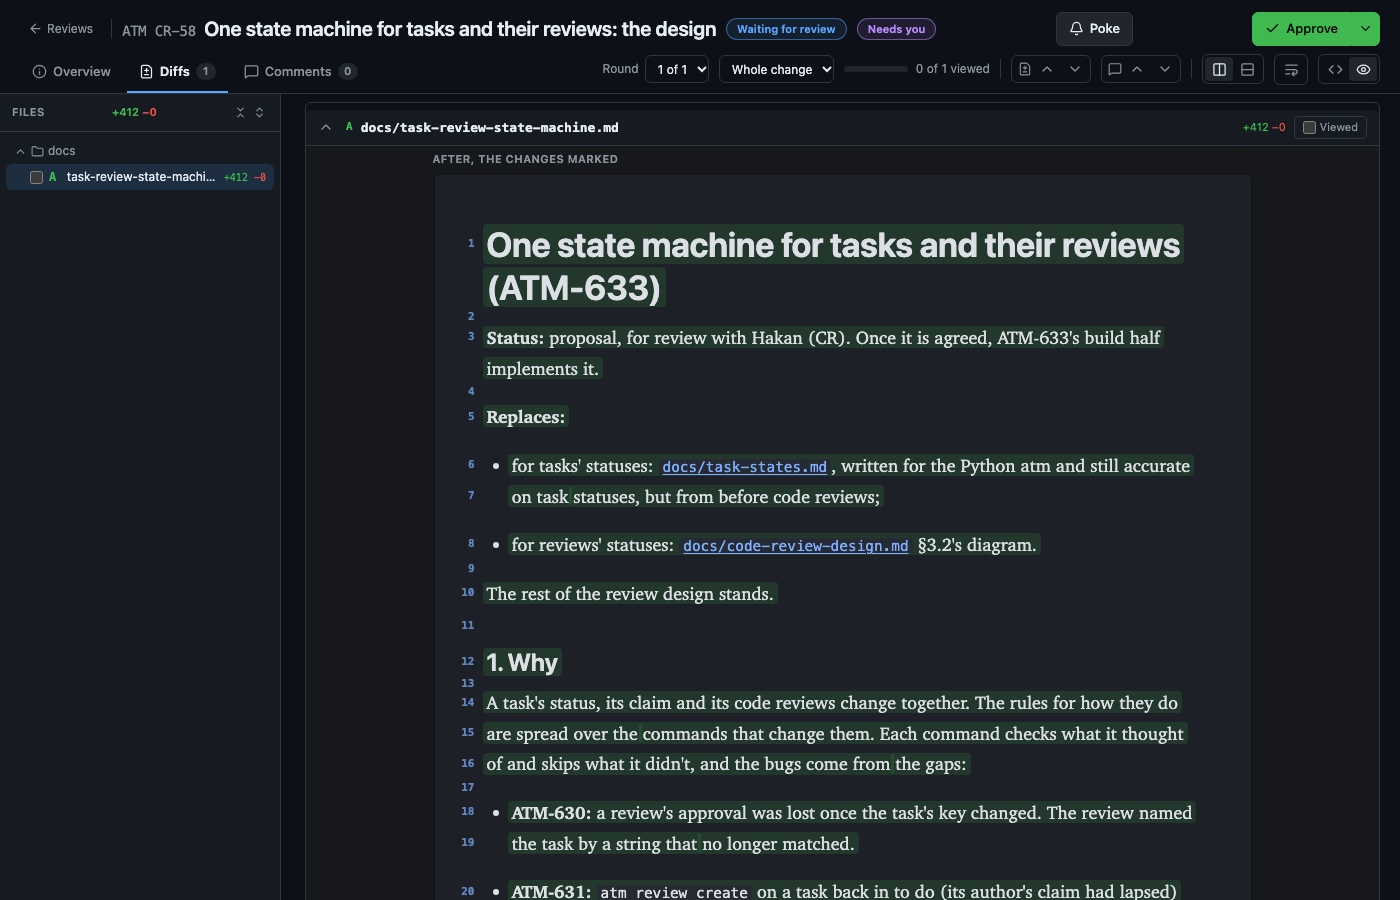 Reviews
ATM CR-58 One state machine for tasks and their reviews: the design
Waiting for review
Needs you
Poke
Approve
Overview
Diffs 1
Comments 0
Round
1 of 1
Whole change
0 of 1 viewed
FILES
+412 −0
docs
A task-review-state-machi... +412 −0
A docs/task-review-state-machine.md
+412 −0
Viewed
AFTER, THE CHANGES MARKED
1 One state machine for tasks and their reviews
(ATM-633)
2
3 Status: proposal, for review with Hakan (CR). Once it is agreed, ATM-633's build half
implements it.
4
5 Replaces:
6 • for tasks' statuses: docs/task-states.md , written for the Python atm and still accurate
7 on task statuses, but from before code reviews;
8 • for reviews' statuses: docs/code-review-design.md §3.2's diagram.
9
10 The rest of the review design stands.
11
12 1. Why
13
14 A task's status, its claim and its code reviews change together. The rules for how they do
15 are spread over the commands that change them. Each command checks what it thought
16 of and skips what it didn't, and the bugs come from the gaps:
17
18 • ATM-630: a review's approval was lost once the task's key changed. The review named
19 the task by a string that no longer matched.
20 • ATM-631: atm review create on a task back in to do (its author's claim had lapsed)